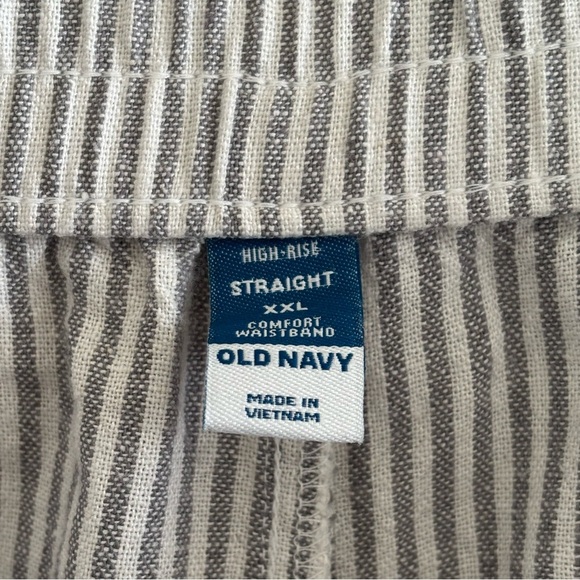 HIGH-RISE
STRAIGHT
XXL
COMFORT
WAISTBAND
OLD NAVY
MADE IN
VIETNAM